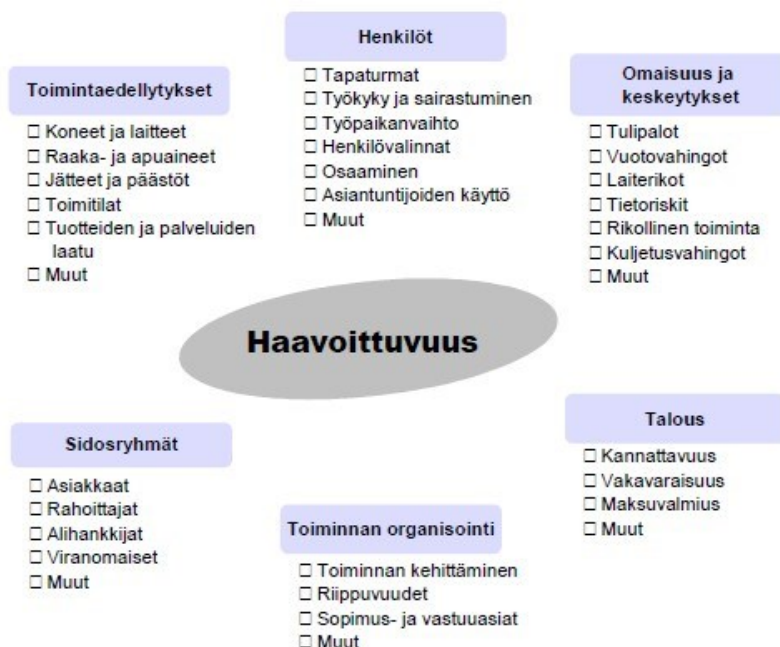 Henkilöt
☐ Tapaturmat
☐ Työkyky ja sairastuminen
☐ Työpaikanvaihto
☐ Henkilövalinnat
☐ Osaaminen
☐ Asiantuntijoiden käyttö
☐ Muut
Toimintaedellytykset
☐ Koneet ja laitteet
☐ Raaka- ja apuaineet
☐ Jätteet ja päästöt
☐ Toimitilat
☐ Tuotteiden ja palveluiden
laatu
☐ Muut
Omaisuus ja
keskeytykset
☐ Tulipalot
☐ Vuotovahingot
☐ Laiterikot
☐ Tietoriskit
☐ Rikollinen toiminta
☐ Kuljetusvahingot
☐ Muut
Haavoittuvuus
Sidosryhmät
☐ Asiakkaat
☐ Rahoittajat
☐ Alihankkijat
☐ Viranomaiset
☐ Muut
Toiminnan organisointi
☐ Toiminnan kehittäminen
☐ Riippuvuudet
☐ Sopimus- ja vastuuasiat
☐ Muut
Talous
☐ Kannattavuus
☐ Vakavaraisuus
☐ Maksuvalmius
☐ Muut